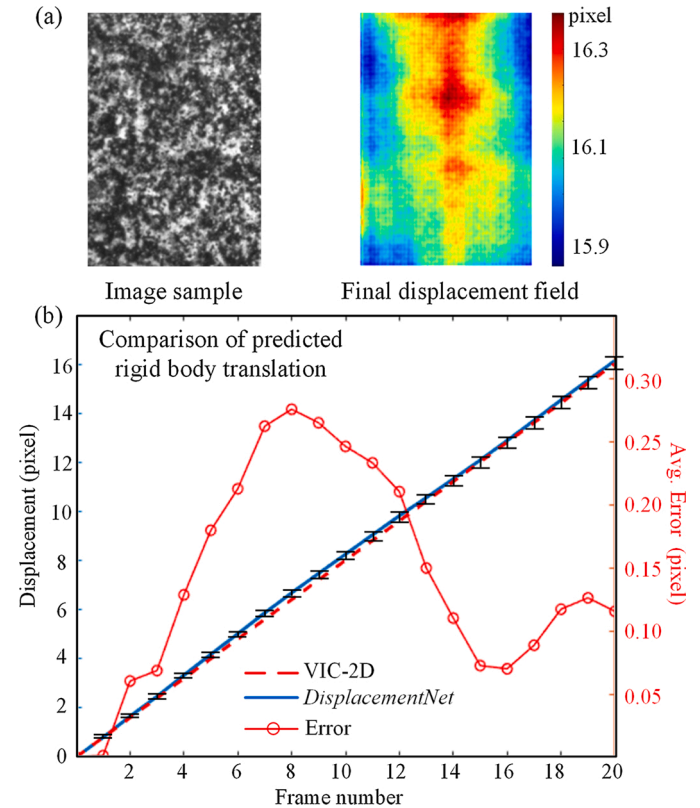 (a)
pixel
16.3
16.1
15.9
Image sample
Final displacement field
(b)
Comparison of predicted
rigid body translation
Displacement (pixel)
16
14
12
10
8
6
4
2
0
VIC-2D
DisplacementNet
Error
0.30
0.25
0.20
0.15
0.10
0.05
Avg. Error (pixel)
2 4 6 8 10 12 14 16 18 20
Frame number